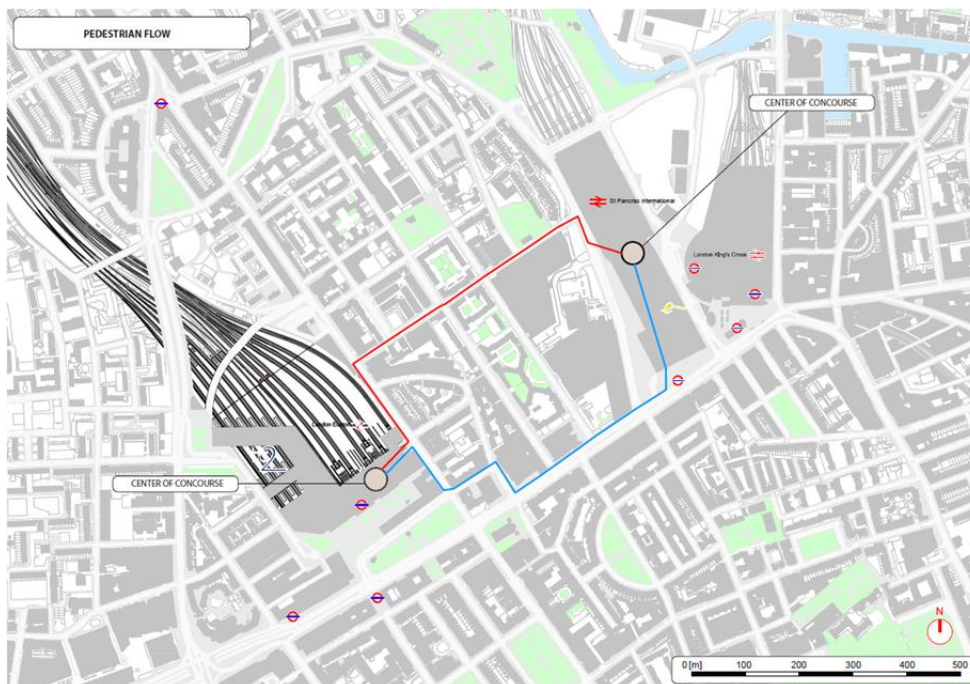 PEDESTRIAN FLOW
CENTER OF CONCOURSE
St Pancras International
London King's Cross
London Euston
CENTER OF CONCOURSE
N
0 [m] 100 200 300 400 500